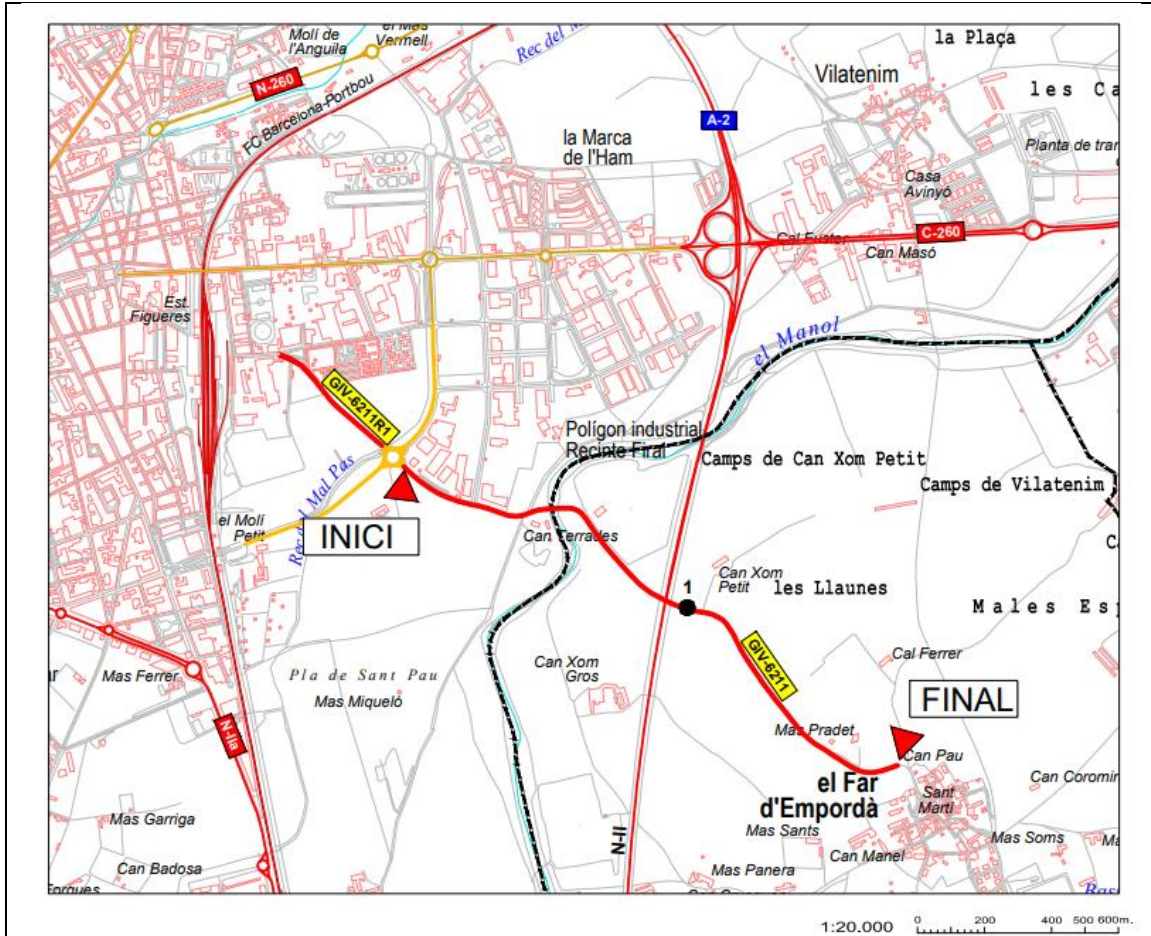 Molí de
l'Anguila
el Mas
Vermell
Rec del M
la Plaça
N-260
Vilatenim
FC Barcelona-Portbou
A-2
la Marca
de l'Ham
les Ca
Planta de tran
Casa
Avinyó
C-260
Can Masó
Est.
Figueres
el Manol
GIV-6211R1
Polígon industrial
Recinte Firal
Camps de Can Xom Petit
Camps de Vilatenim
Rec del Mal Pas
el Molí
Petit
INICI
Can Terrades
1
Can Xom
Petit
les Llaunes
Males Esp
Cal Ferrer
GIV-6211
Can Xom
Gros
Pla de Sant Pau
Mas Ferrer
Mas Miqueló
FINAL
N-IIa
Mas Pradet
Can Pau
el Far
d'Empordà
Sant
Martí
Can Coromin
Mas Garriga
N-II
Mas Sants
Mas Soms
Can Badosa
Can Manel
Mas Panera
1:20.000
0 200 400 500 600m.